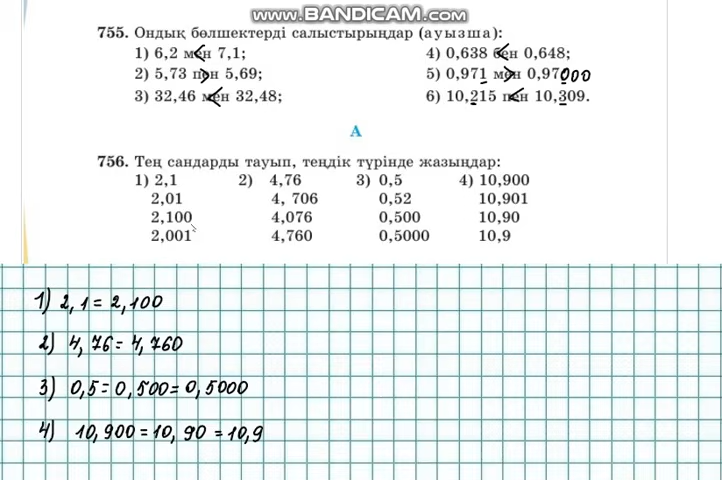 www.BANDICAM.com
755. Ондық бөлшектерді салыстырыңдар (ауызша):
1) 6,2 мен < 7,1;
4) 0,638 бен < 0,648;
2) 5,73 пен > 5,69;
5) 0,971 мен > 0,97000
3) 32,46 мен < 32,48;
6) 10,215 пен < 10,309.
А
756. Тең сандарды тауып, теңдік түрінде жазыңдар:
1) 2,1 2) 4,76 3) 0,5 4) 10,900
2,01 4, 706 0,52 10,901
2,100 4,076 0,500 10,90
2,001 4,760 0,5000 10,9
1) 2,1 = 2,100
2) 4,76 = 4,760
3) 0,5 = 0,500 = 0,5000
4) 10,900 = 10,90 = 10,9